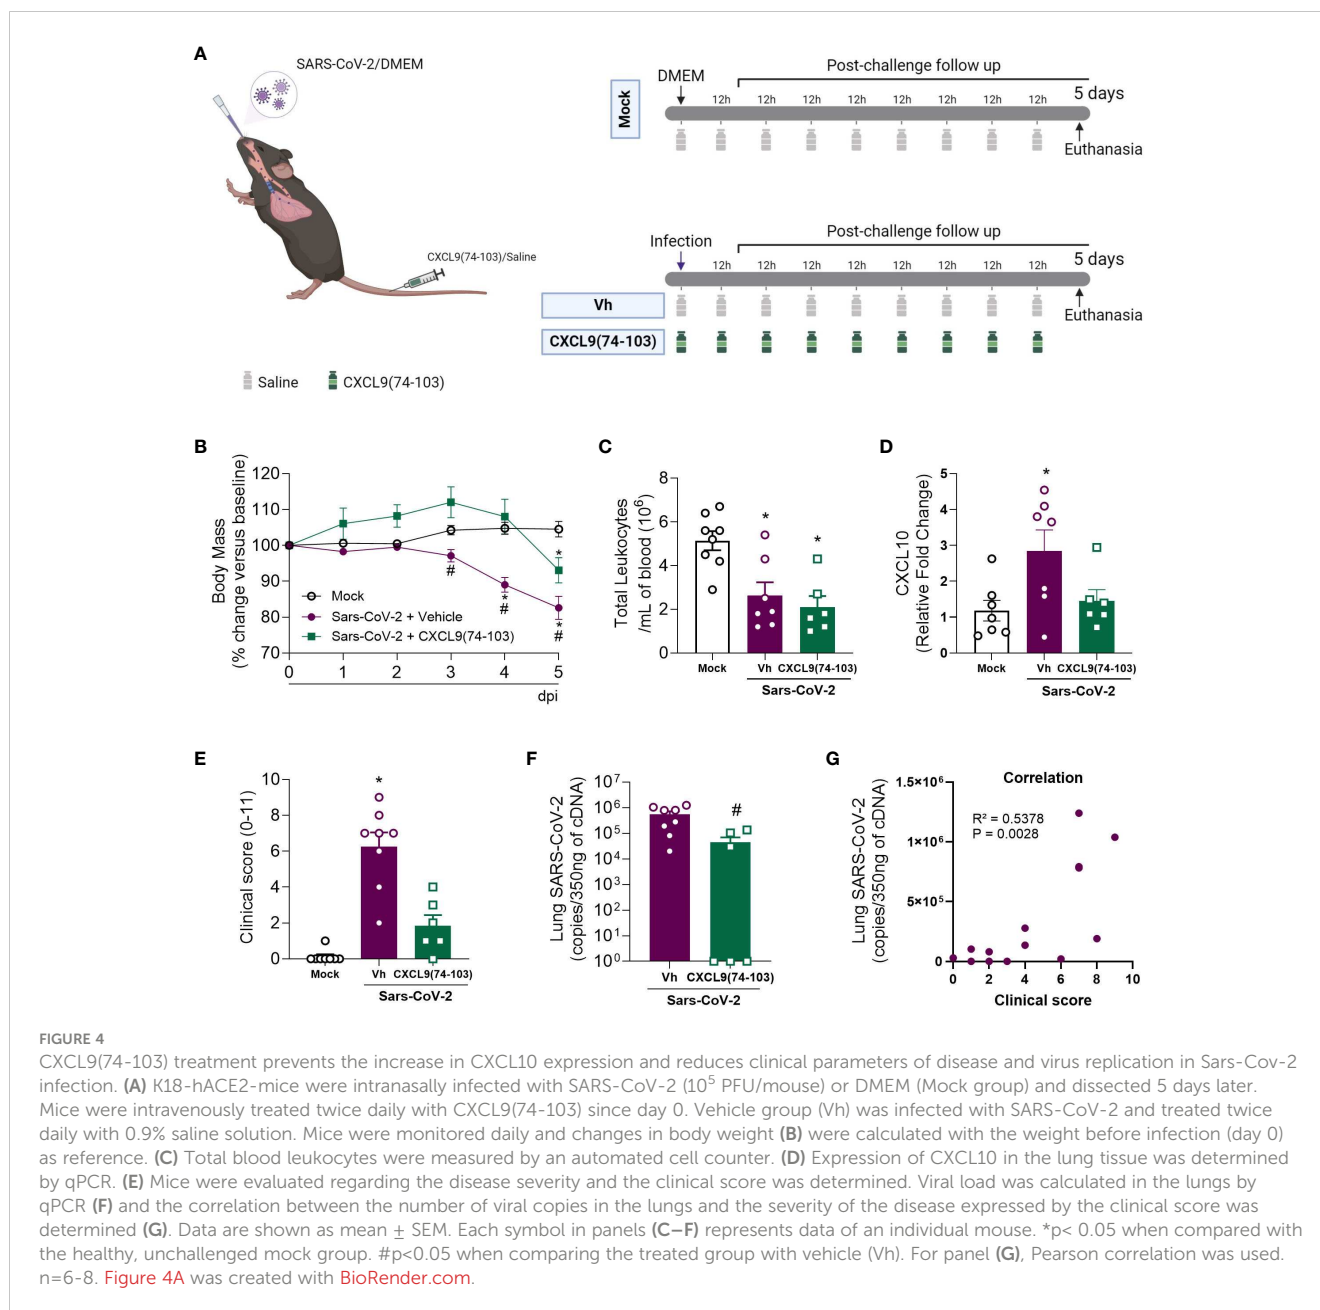 A
SARS-CoV-2/DMEM
CXCL9(74-103)/Saline
Saline
CXCL9(74-103)
Mock
DMEM
Post-challenge follow up
12h 12h 12h 12h 12h 12h 12h 12h
5 days
Euthanasia
Infection
Post-challenge follow up
12h 12h 12h 12h 12h 12h 12h 12h
5 days
Euthanasia
Vh
CXCL9(74-103)
B
Body Mass
(% change versus baseline)
120
110
100
90
80
70
Mock
Sars-CoV-2 + Vehicle
Sars-CoV-2 + CXCL9(74-103)
#
*
#
*
*
#
0 1 2 3 4 5
dpi
C
Total Leukocytes
/mL of blood (10⁶)
8
6
4
2
0
*
*
Mock Vh CXCL9(74-103)
Sars-CoV-2
D
CXCL10
(Relative Fold Change)
5
4
3
2
1
0
*
Mock Vh CXCL9(74-103)
Sars-CoV-2
E
Clinical score (0-11)
10
8
6
4
2
0
*
Mock Vh CXCL9(74-103)
Sars-CoV-2
F
Lung SARS-CoV-2
(copies/350ng of cDNA)
10⁷
10⁶
10⁵
10⁴
10³
10²
10¹
10⁰
#
Vh CXCL9(74-103)
Sars-CoV-2
G
Correlation
Lung SARS-CoV-2
(copies/350ng of cDNA)
1.5×10⁶
1×10⁶
5×10⁵
0
R² = 0.5378
P = 0.0028
0 2 4 6 8 10
Clinical score
FIGURE 4
CXCL9(74-103) treatment prevents the increase in CXCL10 expression and reduces clinical parameters of disease and virus replication in Sars-Cov-2
infection. (A) K18-hACE2-mice were intranasally infected with SARS-CoV-2 (10⁵ PFU/mouse) or DMEM (Mock group) and dissected 5 days later.
Mice were intravenously treated twice daily with CXCL9(74-103) since day 0. Vehicle group (Vh) was infected with SARS-CoV-2 and treated twice
daily with 0.9% saline solution. Mice were monitored daily and changes in body weight (B) were calculated with the weight before infection (day 0)
as reference. (C) Total blood leukocytes were measured by an automated cell counter. (D) Expression of CXCL10 in the lung tissue was determined
by qPCR. (E) Mice were evaluated regarding the disease severity and the clinical score was determined. Viral load was calculated in the lungs by
qPCR (F) and the correlation between the number of viral copies in the lungs and the severity of the disease expressed by the clinical score was
determined (G). Data are shown as mean ± SEM. Each symbol in panels (C–F) represents data of an individual mouse. *p< 0.05 when compared with
the healthy, unchallenged mock group. #p<0.05 when comparing the treated group with vehicle (Vh). For panel (G), Pearson correlation was used.
n=6-8. Figure 4A was created with BioRender.com.